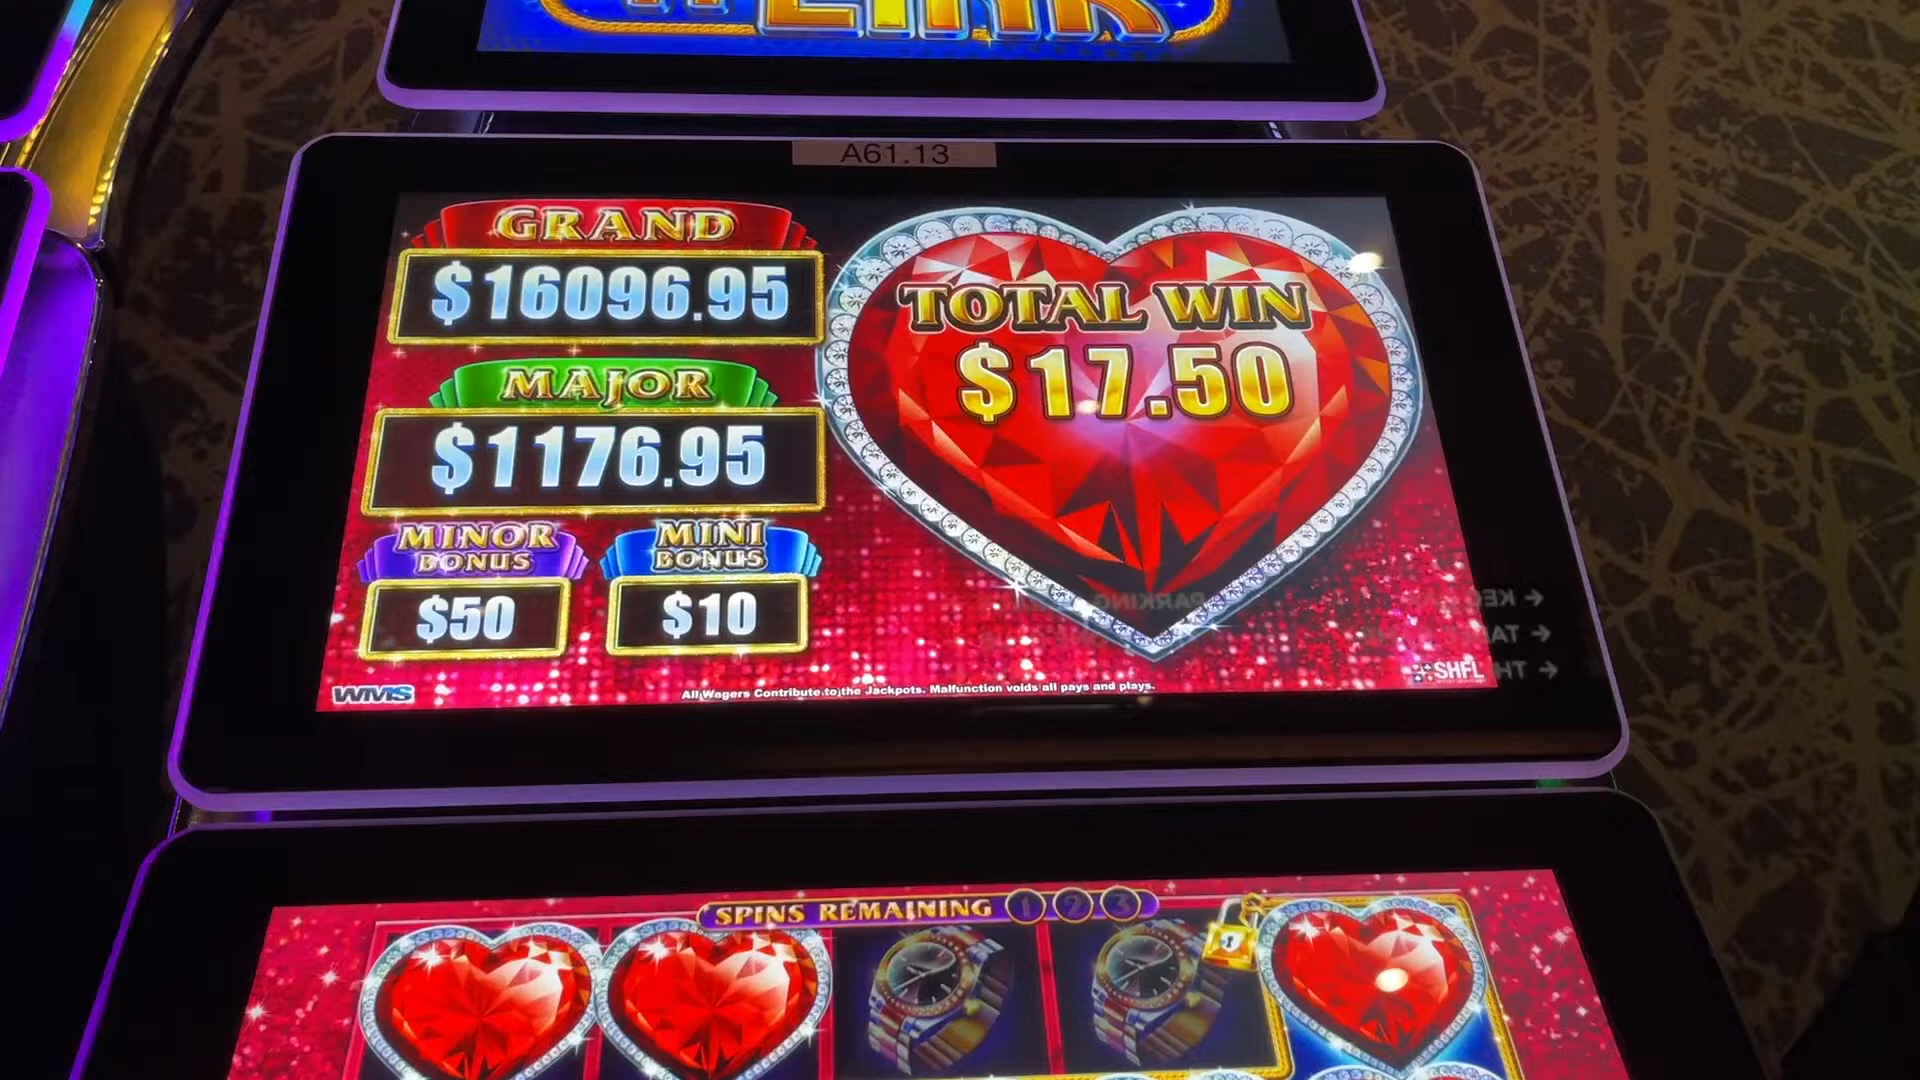 LINK
A61.13
GRAND
$16096.95
MAJOR
$1176.95
MINOR
BONUS
$50
MINI
BONUS
$10
TOTAL WIN
$17.50
WMS
All Wagers Contribute to the Jackpots. Malfunction voids all pays and plays.
SHFL
SPINS REMAINING 1 2 3